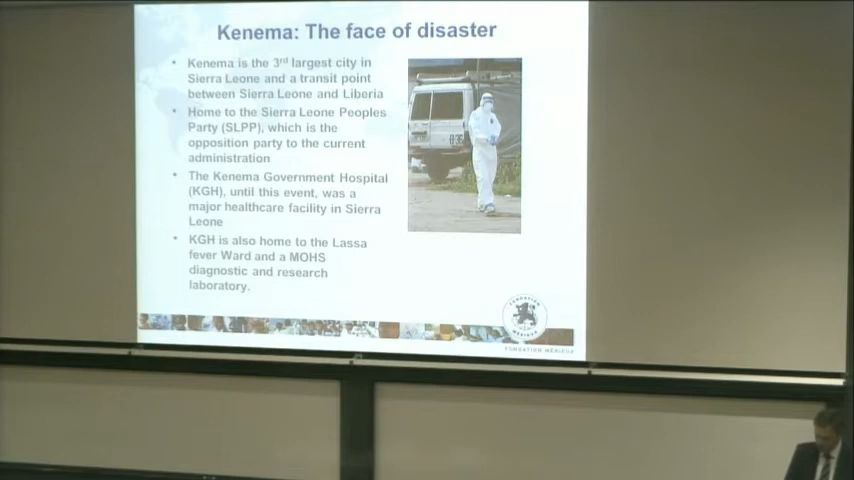 Kenema: The face of disaster
• Kenema is the 3rd largest city in
Sierra Leone and a transit point
between Sierra Leone and Liberia
• Home to the Sierra Leone Peoples
Party (SLPP), which is the
opposition party to the current
administration
• The Kenema Government Hospital
(KGH), until this event, was a
major healthcare facility in Sierra
Leone
• KGH is also home to the Lassa
fever Ward and a MOHS
diagnostic and research
laboratory.
FONDATION
MÉRIEUX
FONDATION MÉRIEUX